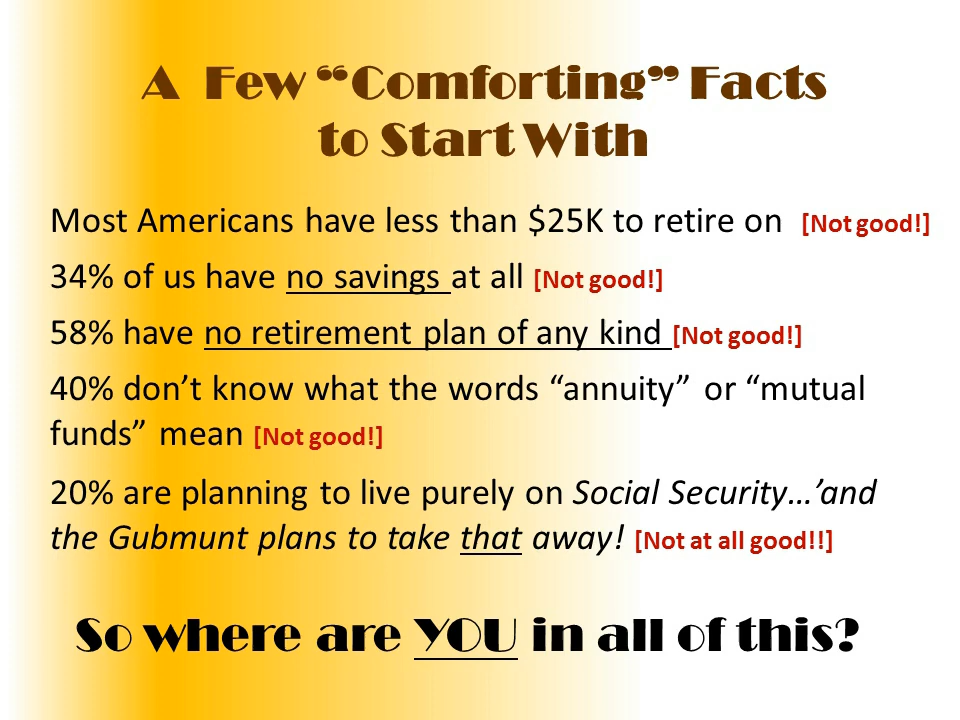 A Few “Comforting” Facts
to Start With
Most Americans have less than $25K to retire on [Not good!]
34% of us have no savings at all [Not good!]
58% have no retirement plan of any kind [Not good!]
40% don’t know what the words “annuity” or “mutual
funds” mean [Not good!]
20% are planning to live purely on Social Security…’and
the Gubmunt plans to take that away! [Not at all good!!]
So where are YOU in all of this?